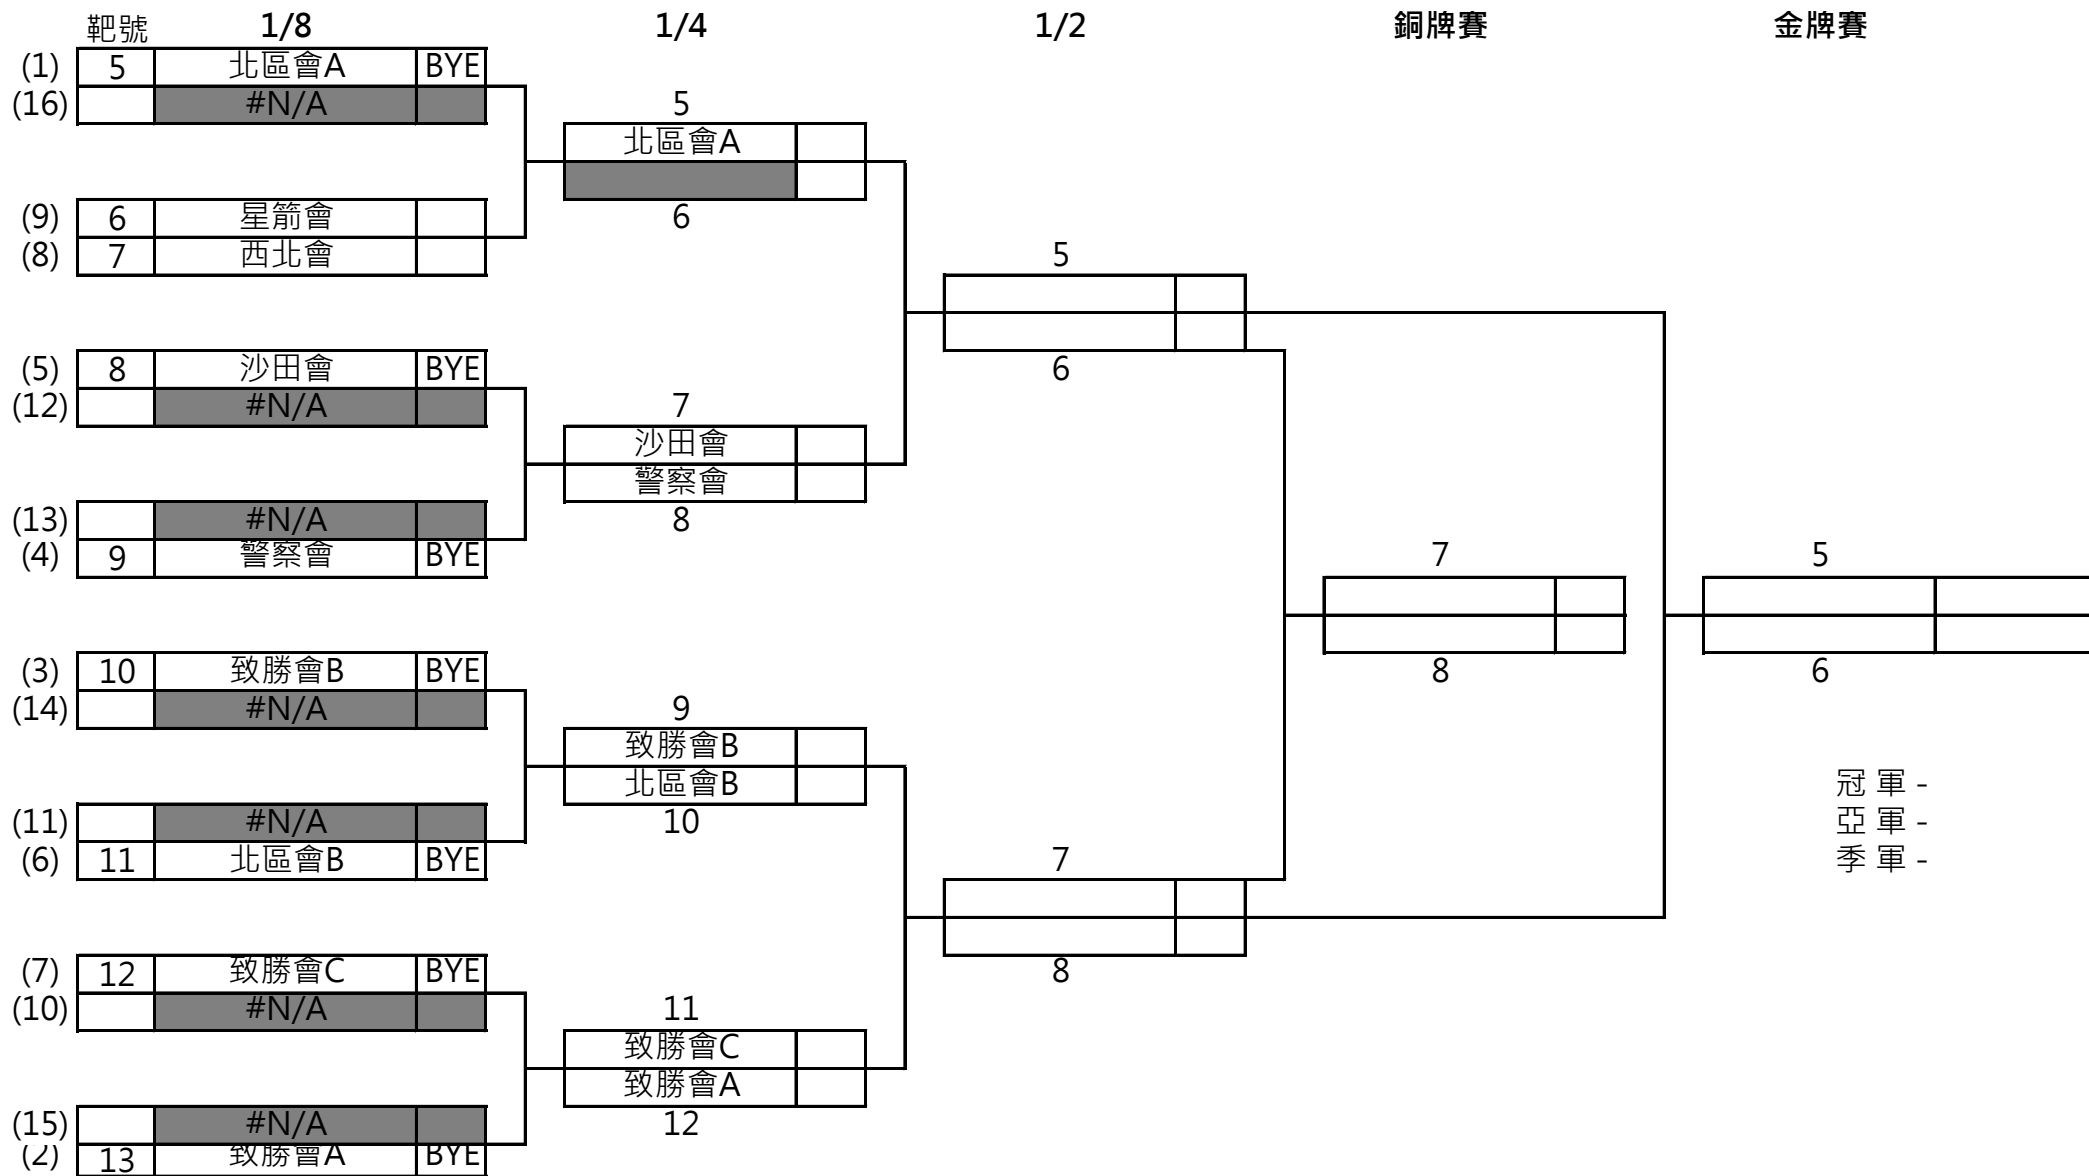 靶號 1/8 1/4 1/2 銅牌賽 金牌賽
(1) 5 北區會A BYE
(16) #N/A 5
北區會A
(9) 6 星箭會 6
(8) 7 西北會 5
(5) 8 沙田會 BYE 6
(12) #N/A 7
沙田會
警察會
(13) #N/A 8
(4) 9 警察會 BYE 7 5
(3) 10 致勝會B BYE 8 6
(14) #N/A 9
致勝會B
北區會B 冠 軍 -
(11) #N/A 10 亞 軍 -
(6) 11 北區會B BYE 7 季 軍 -
(7) 12 致勝會C BYE 8
(10) #N/A 11
致勝會C
致勝會A
(15) #N/A 12
(2) 13 致勝會A BYE